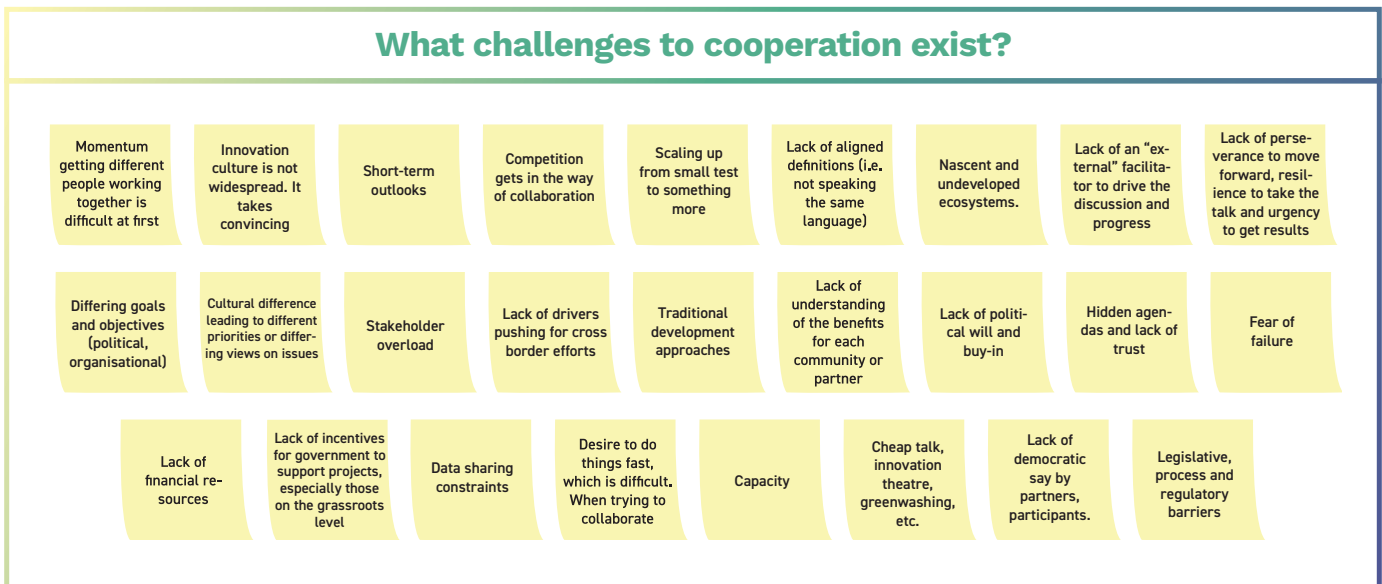 What challenges to cooperation exist?
Momentum
getting different
people working
together is
difficult at first
Innovation
culture is not
widespread. It
takes
convincing
Short-term
outlooks
Competition
gets in the way
of collaboration
Scaling up
from small test
to something
more
Lack of aligned
definitions (i.e.
not speaking
the same
language)
Nascent and
undeveloped
ecosystems.
Lack of an “ex-
ternal” facilita-
tor to drive the
discussion and
progress
Lack of perse-
verance to move
forward, resil-
ience to take the
talk and urgency
to get results
Differing goals
and objectives
(political,
organisational)
Cultural difference
leading to different
priorities or differ-
ing views on issues
Stakeholder
overload
Lack of drivers
pushing for cross
border efforts
Traditional
development
approaches
Lack of
understanding
of the benefits
for each
community or
partner
Lack of politi-
cal will and
buy-in
Hidden agen-
das and lack of
trust
Fear of
failure
Lack of
financial re-
sources
Lack of incentives
for government to
support projects,
especially those
on the grassroots
level
Data sharing
constraints
Desire to do
things fast,
which is difficult.
When trying to
collaborate
Capacity
Cheap talk,
innovation
theatre,
greenwashing,
etc.
Lack of
democratic
say by
partners,
participants.
Legislative,
process and
regulatory
barriers